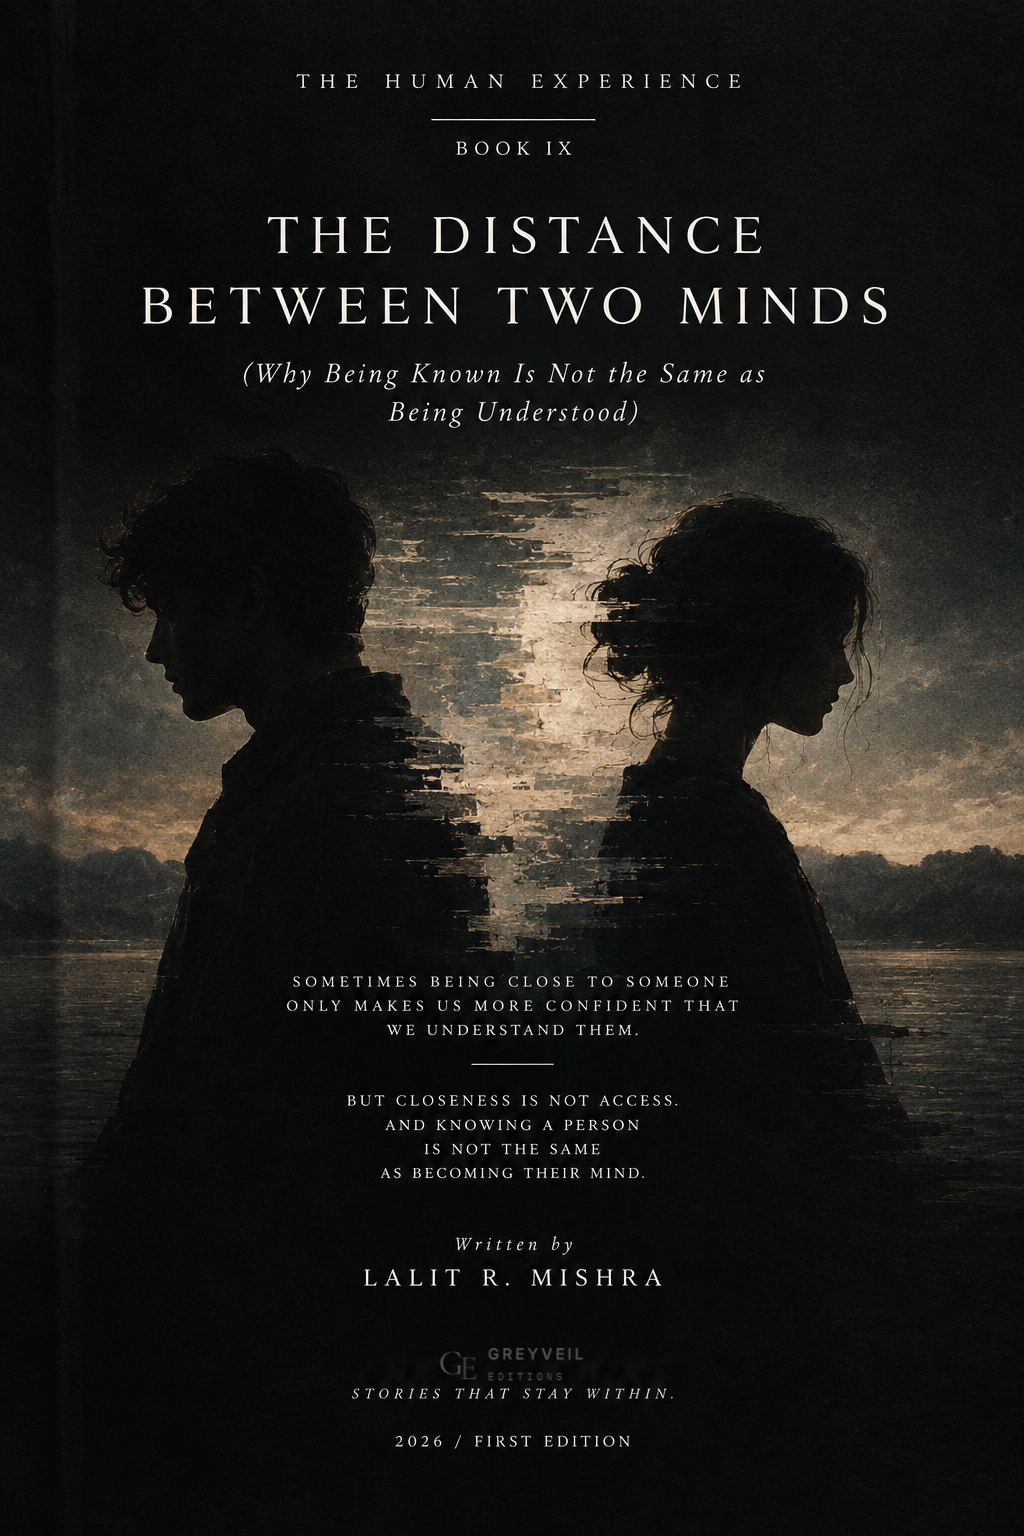 THE HUMAN EXPERIENCE
BOOK IX
THE DISTANCE
BETWEEN TWO MINDS
(Why Being Known Is Not the Same as
Being Understood)
SOMETIMES BEING CLOSE TO SOMEONE
ONLY MAKES US MORE CONFIDENT THAT
WE UNDERSTAND THEM.
BUT CLOSENESS IS NOT ACCESS.
AND KNOWING A PERSON
IS NOT THE SAME
AS BECOMING THEIR MIND.
Written by
LALIT R. MISHRA
GE GREYVEIL
EDITIONS
STORIES THAT STAY WITHIN.
2026 / FIRST EDITION